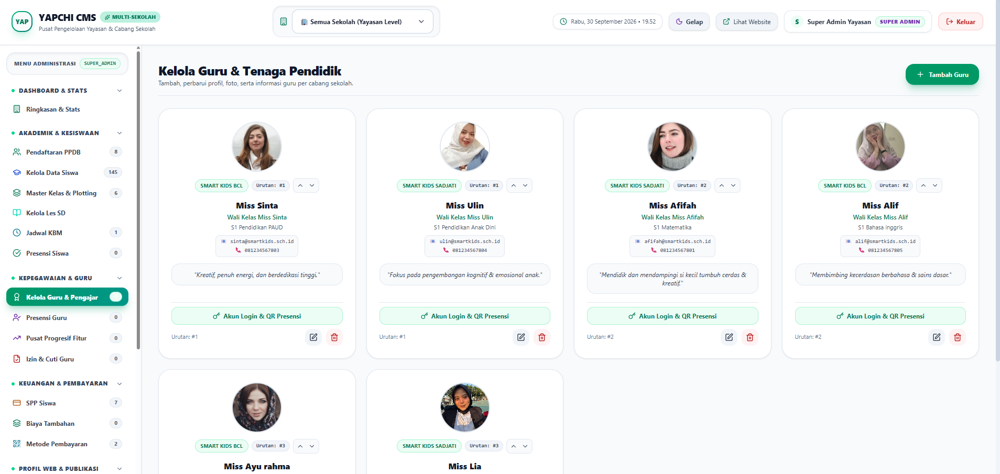 YAP
YAPCHI CMS
MULTI-SEKOLAH
Pusat Pengelolaan Yayasan & Cabang Sekolah
Semua Sekolah (Yayasan Level)
Rabu, 30 September 2026 • 19.52
Gelap
Lihat Website
S
Super Admin Yayasan
SUPER ADMIN
Keluar
MENU ADMINISTRASI
SUPER_ADMIN
DASHBOARD & STATS
Ringkasan & Stats
AKADEMIK & KESISWAAN
Pendaftaran PPDB 8
Kelola Data Siswa 145
Master Kelas & Plotting 6
Kelola Les SD
Jadwal KBM 1
Presensi Siswa 0
KEPEGAWAIAN & GURU
Kelola Guru & Pengajar
Presensi Guru 0
Pusat Progresif Fitur 0
Izin & Cuti Guru 0
KEUANGAN & PEMBAYARAN
SPP Siswa 7
Biaya Tambahan 0
Metode Pembayaran 2
PROFIL WEB & PUBLIKASI
Kelola Guru & Tenaga Pendidik
Tambah, perbarui profil, foto, serta informasi guru per cabang sekolah.
+ Tambah Guru
SMART KIDS BCL
Urutan: #1
Miss Sinta
Wali Kelas Miss Sinta
S1 Pendidikan PAUD
sinta@smartkids.sch.id
081234567803
"Kreatif, penuh energi, dan berdedikasi tinggi."
Akun Login & QR Presensi
Urutan: #1
SMART KIDS SADJATI
Urutan: #1
Miss Ulin
Wali Kelas Miss Ulin
S1 Pendidikan Anak Dini
ulin@smartkids.sch.id
081234567804
"Fokus pada pengembangan kognitif & emosional anak."
Akun Login & QR Presensi
Urutan: #1
SMART KIDS SADJATI
Urutan: #2
Miss Afifah
Wali Kelas Miss Afifah
S1 Matematika
afifah@smartkids.sch.id
081234567801
"Mendidik dan mendampingi si kecil tumbuh cerdas &
kreatif."
Akun Login & QR Presensi
Urutan: #2
SMART KIDS BCL
Urutan: #2
Miss Alif
Wali Kelas Miss Alif
S1 Bahasa inggris
alif@smartkids.sch.id
081234567805
"Membimbing kecerdasan berbahasa & sains dasar."
Akun Login & QR Presensi
Urutan: #2
SMART KIDS BCL
Urutan: #3
Miss Ayu rahma
SMART KIDS SADJATI
Urutan: #3
Miss Lia